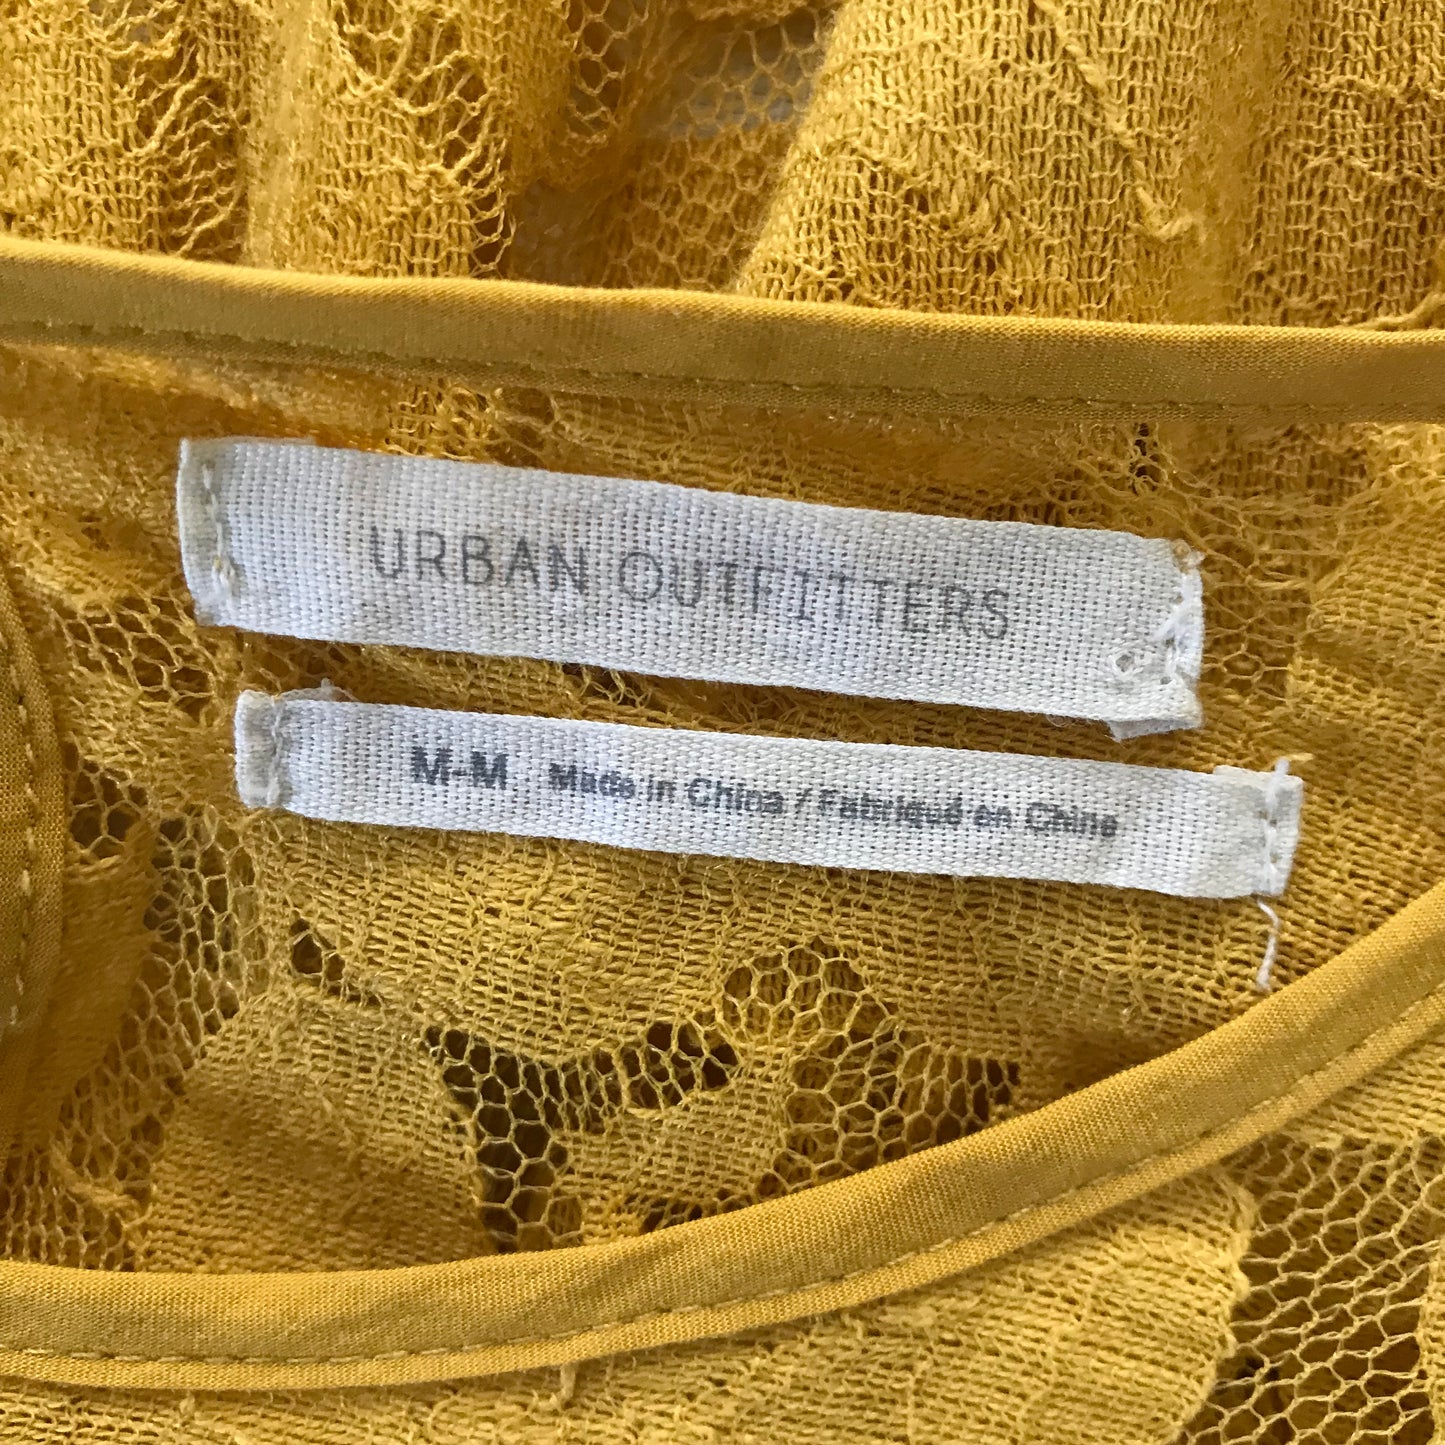 URBAN OUTFITTERS
M-M Made in China / Fabriqué en Chine